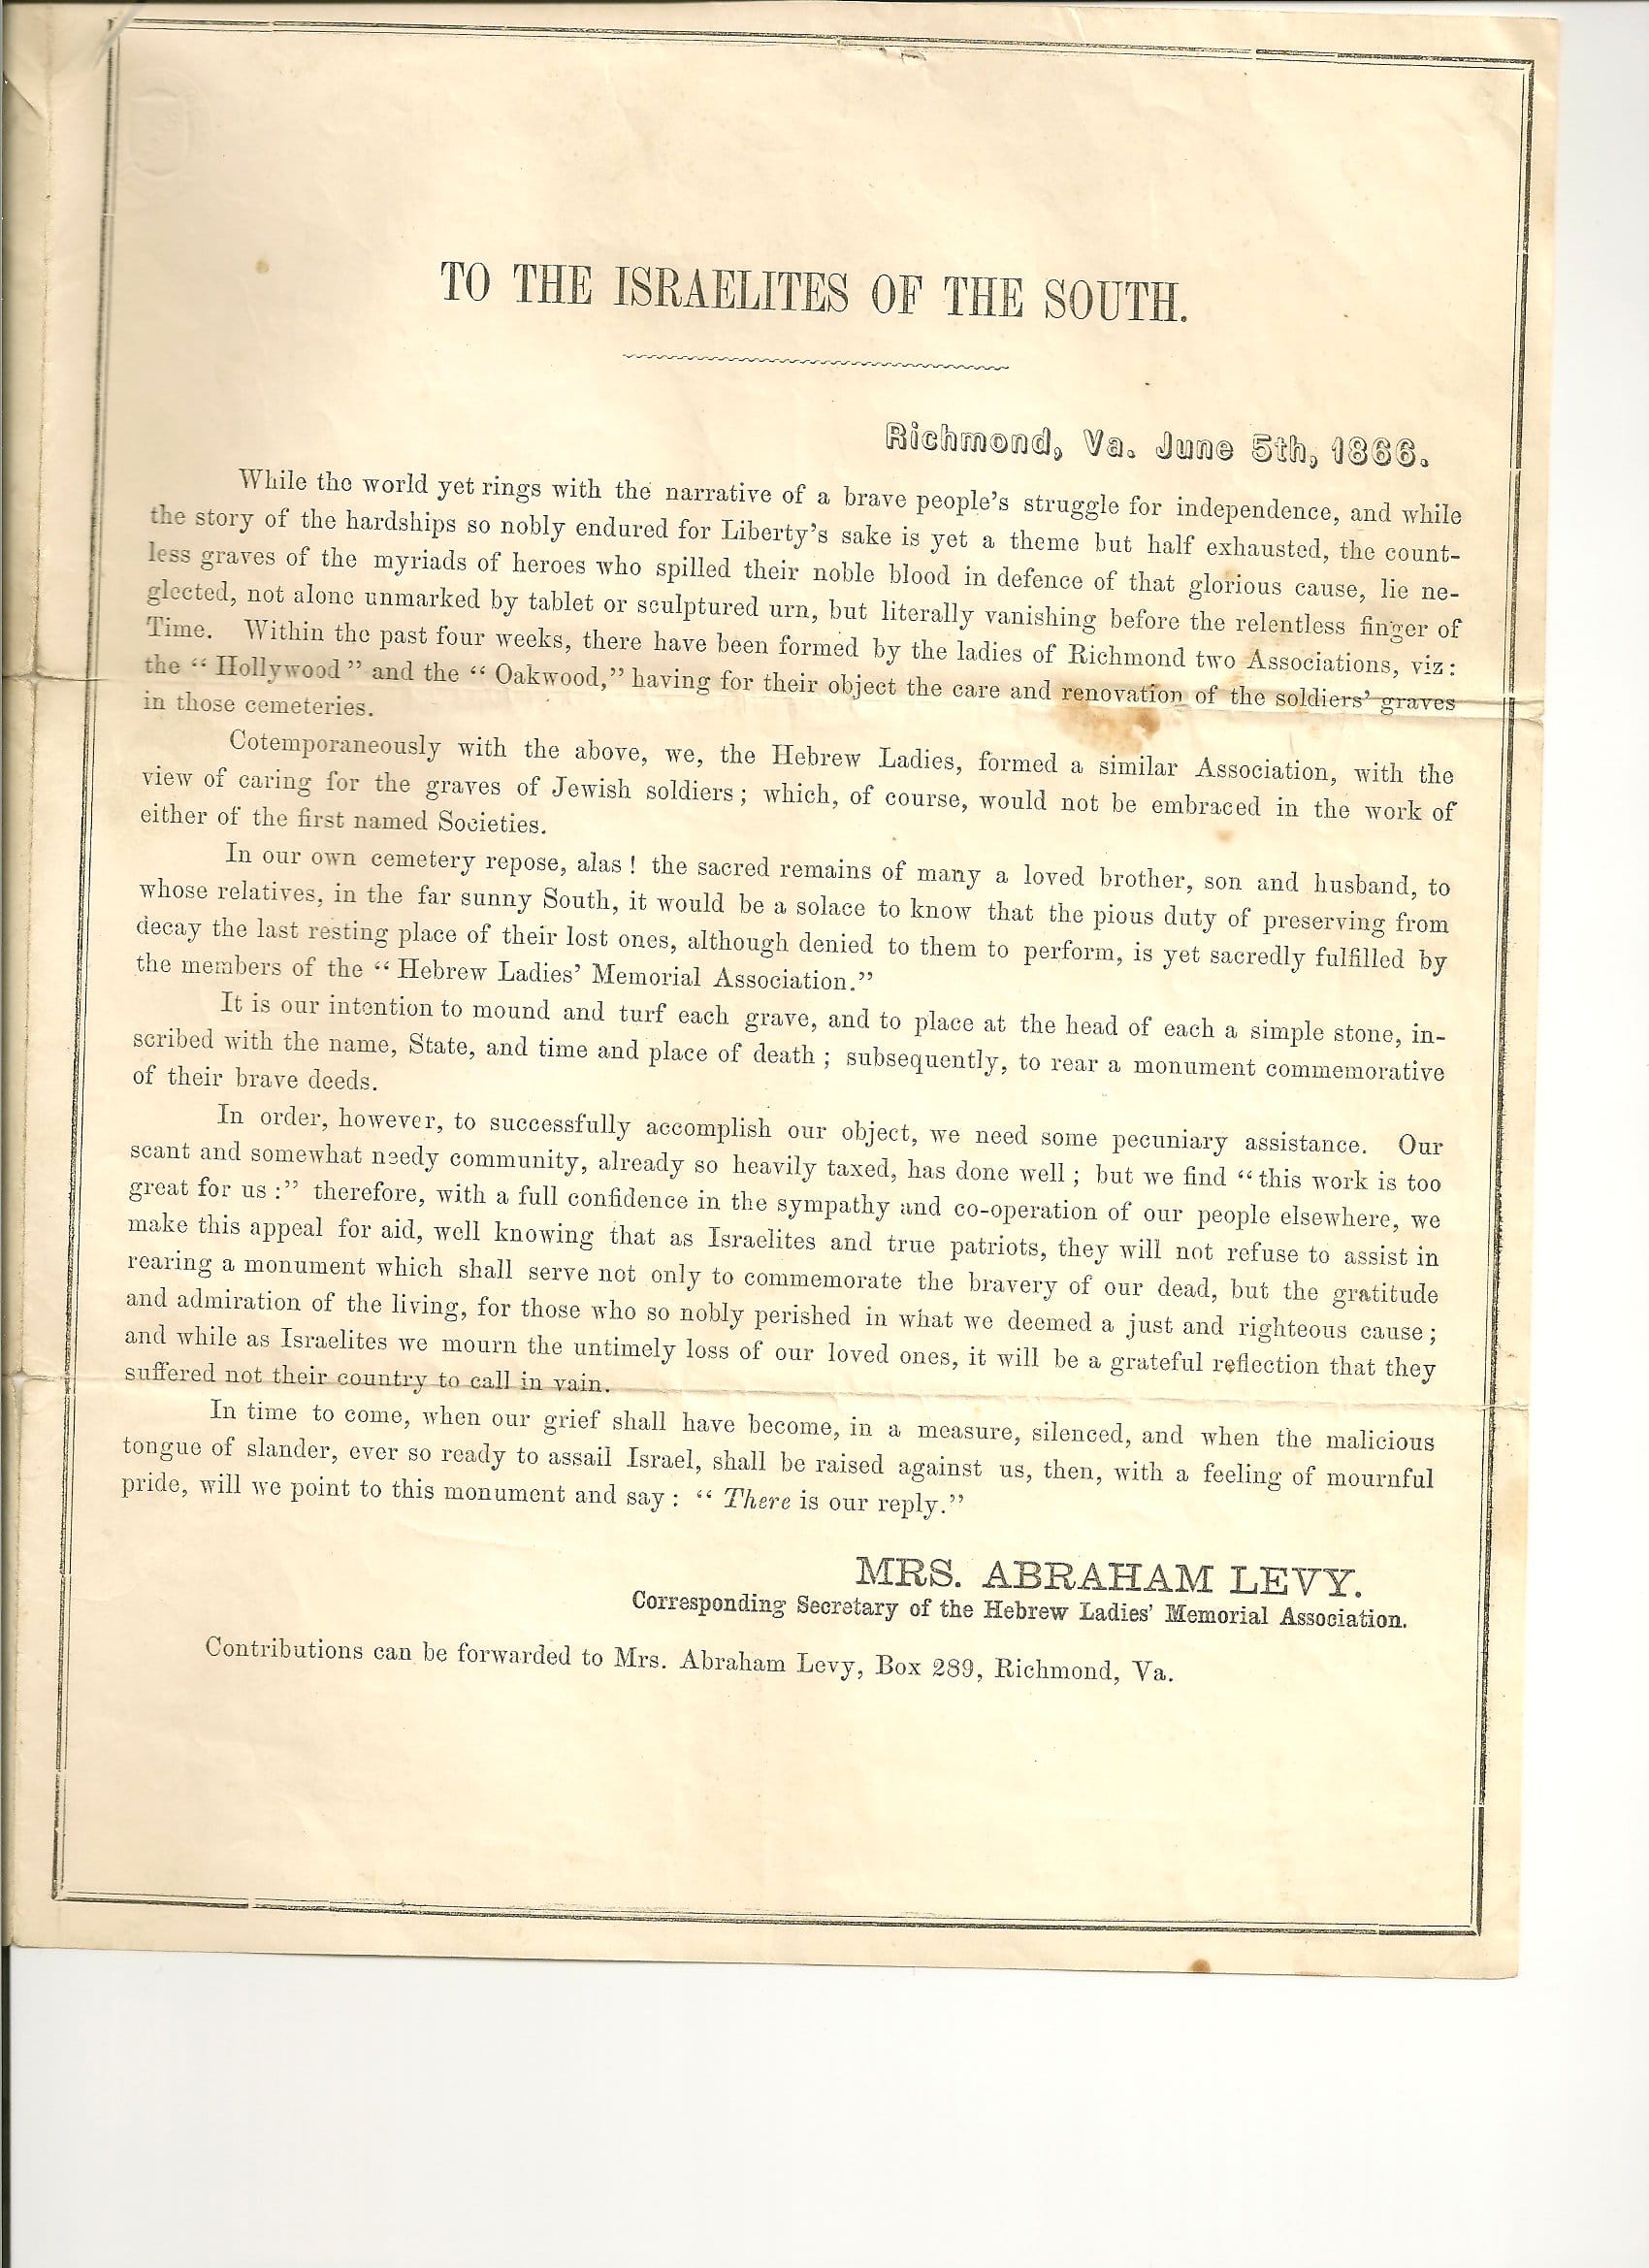 TO THE ISRAELITES OF THE SOUTH.
Richmond, Va. June 5th, 1866.
While the world yet rings with the narrative of a brave people's struggle for independence, and while
the story of the hardships so nobly endured for Liberty's sake is yet a theme but half exhausted, the count-
less graves of the myriads of heroes who spilled their noble blood in defence of that glorious cause, lie ne-
glected, not alone unmarked by tablet or sculptured urn, but literally vanishing before the relentless finger of
Time. Within the past four weeks, there have been formed by the ladies of Richmond two Associations, viz:
the "Hollywood" and the "Oakwood," having for their object the care and renovation of the soldiers' graves
in those cemeteries.
Cotemporaneously with the above, we, the Hebrew Ladies, formed a similar Association, with the
view of caring for the graves of Jewish soldiers; which, of course, would not be embraced in the work of
either of the first named Societies.
In our own cemetery repose, alas! the sacred remains of many a loved brother, son and husband, to
whose relatives, in the far sunny South, it would be a solace to know that the pious duty of preserving from
decay the last resting place of their lost ones, although denied to them to perform, is yet sacredly fulfilled by
the members of the "Hebrew Ladies' Memorial Association."
It is our intention to mound and turf each grave, and to place at the head of each a simple stone, in-
scribed with the name, State, and time and place of death; subsequently, to rear a monument commemorative
of their brave deeds.
In order, however, to successfully accomplish our object, we need some pecuniary assistance. Our
scant and somewhat needy community, already so heavily taxed, has done well; but we find "this work is too
great for us:" therefore, with a full confidence in the sympathy and co-operation of our people elsewhere, we
make this appeal for aid, well knowing that as Israelites and true patriots, they will not refuse to assist in
rearing a monument which shall serve not only to commemorate the bravery of our dead, but the gratitude
and admiration of the living, for those who so nobly perished in what we deemed a just and righteous cause;
and while as Israelites we mourn the untimely loss of our loved ones, it will be a grateful reflection that they
suffered not their country to call in vain.
In time to come, when our grief shall have become, in a measure, silenced, and when the malicious
tongue of slander, ever so ready to assail Israel, shall be raised against us, then, with a feeling of mournful
pride, will we point to this monument and say: "There is our reply."
MRS. ABRAHAM LEVY.
Corresponding Secretary of the Hebrew Ladies' Memorial Association.
Contributions can be forwarded to Mrs. Abraham Levy, Box 289, Richmond, Va.